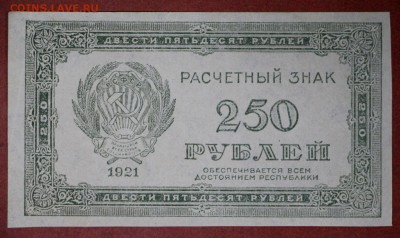 COINS.LAVE.RU
ДВЕСТИ ПЯТЬДЕСЯТ РУБЛЕЙ
РАСЧЕТНЫЙ ЗНАК
250
250
250
РУБЛЕЙ
1921
ОБЕСПЕЧИВАЕТСЯ ВСЕМ
ДОСТОЯНИЕМ РЕСПУБЛИКИ
ДВЕСТИ ПЯТЬДЕСЯТ РУБЛЕЙ